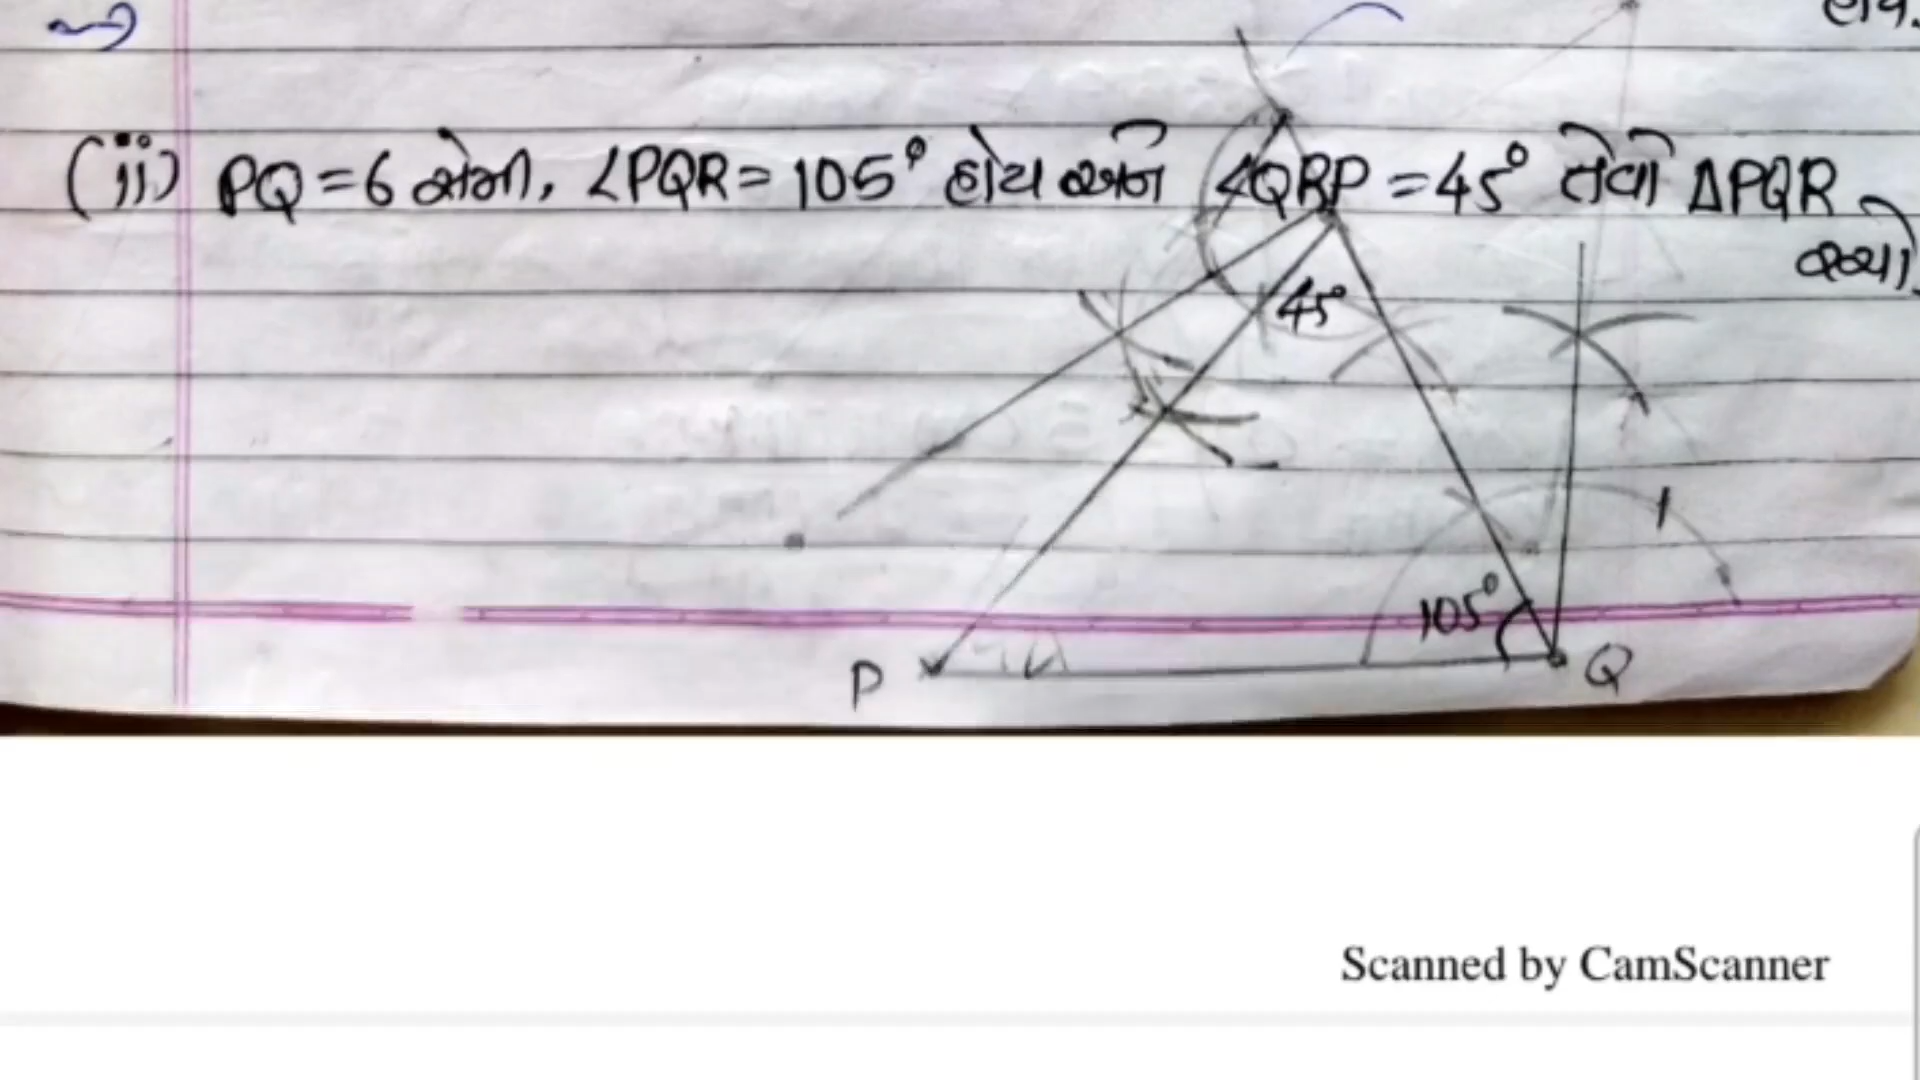 (ii) PQ = 6 સેમી, ∠PQR = 105° હોય અને ∠QRP = 45° તેવો ΔPQR
રચો.
45°
105°
P Q
Scanned by CamScanner